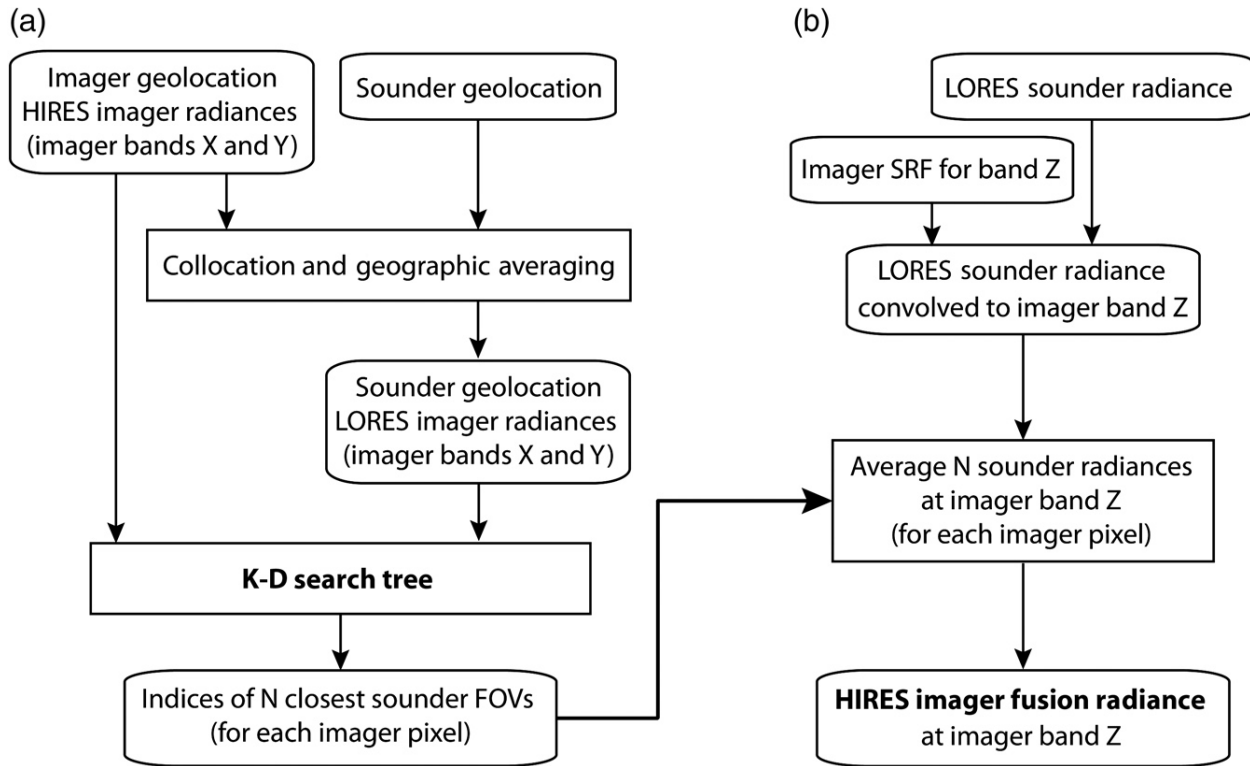 (a)
Imager geolocation
HIRES imager radiances
(imager bands X and Y)
Sounder geolocation
Collocation and geographic averaging
Sounder geolocation
LORES imager radiances
(imager bands X and Y)
K-D search tree
Indices of N closest sounder FOVs
(for each imager pixel)
(b)
LORES sounder radiance
Imager SRF for band Z
LORES sounder radiance
convolved to imager band Z
Average N sounder radiances
at imager band Z
(for each imager pixel)
HIRES imager fusion radiance
at imager band Z